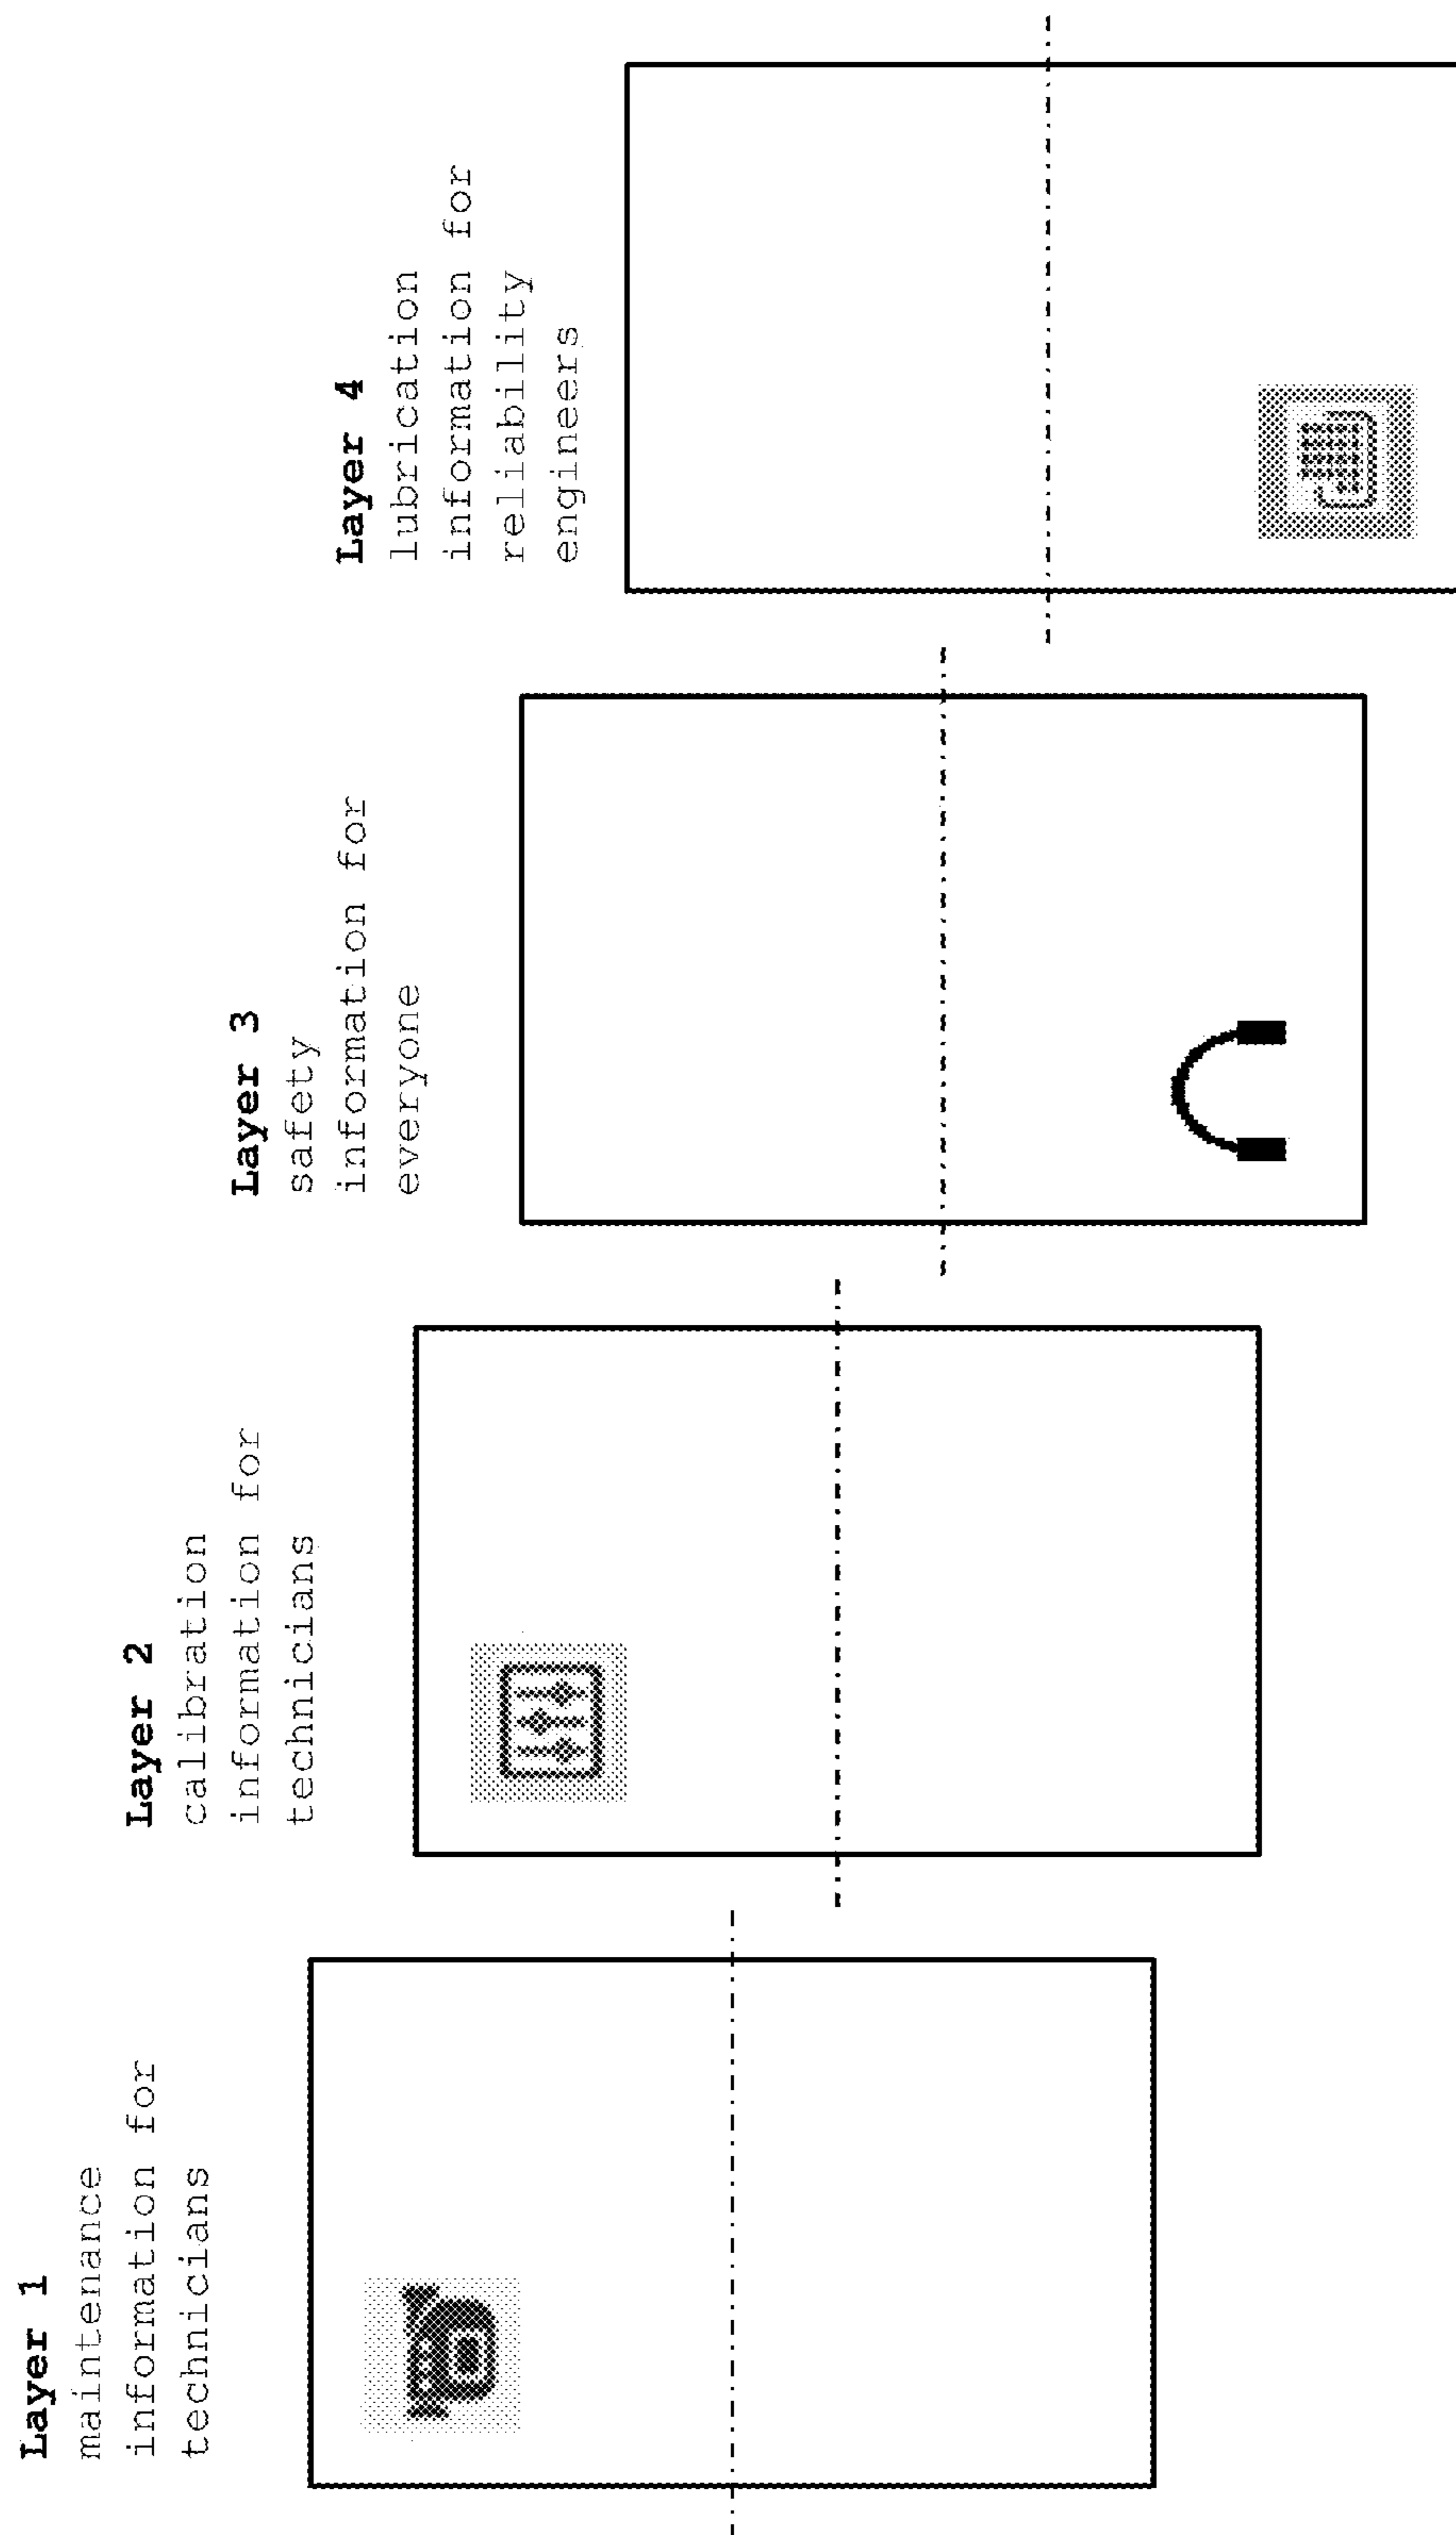 Layer 1
maintenance
information for
technicians
Layer 2
calibration
information for
technicians
Layer 3
safety
information for
everyone
Layer 4
lubrication
information for
reliability
engineers